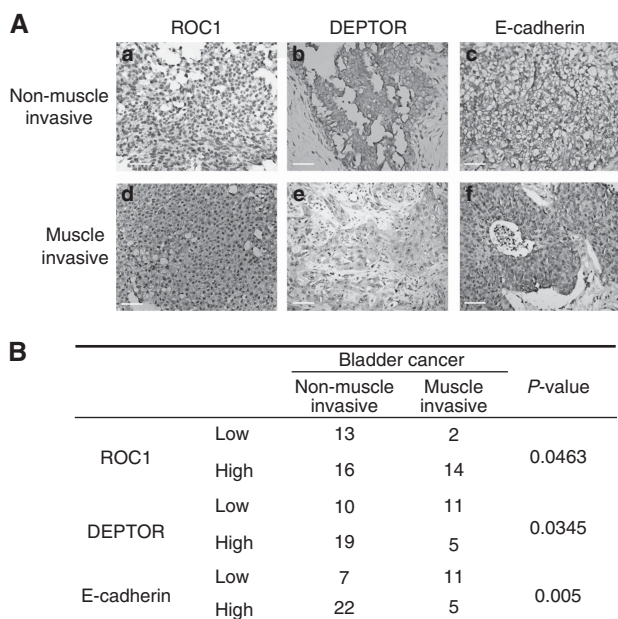 A
ROC1 DEPTOR E-cadherin
Non-muscle invasive
a b c
Muscle invasive
d e f
B
Bladder cancer
Non-muscle invasive Muscle invasive P-value
ROC1 Low 13 2 0.0463
High 16 14
DEPTOR Low 10 11 0.0345
High 19 5
E-cadherin Low 7 11 0.005
High 22 5